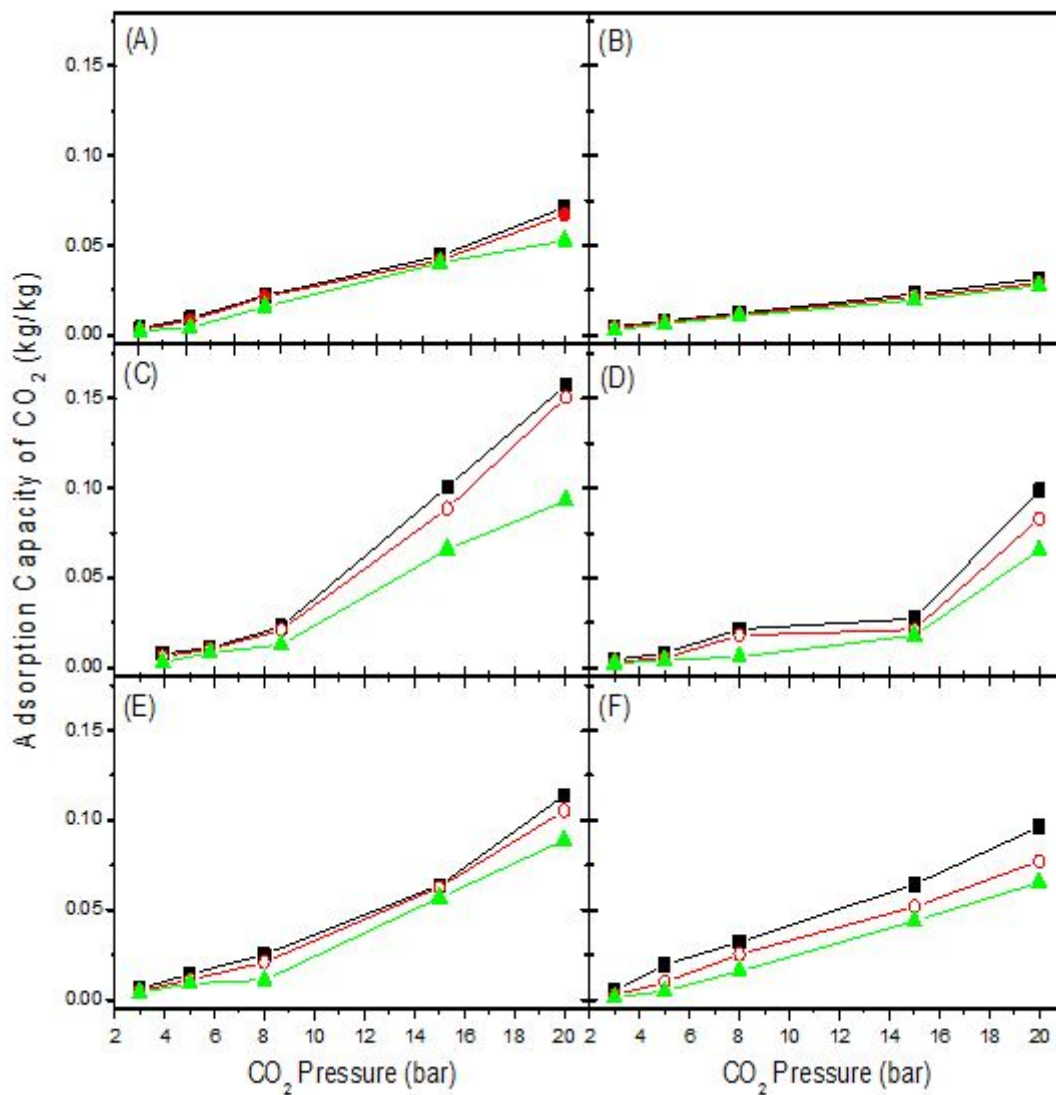 (A)
(B)
0.15
0.10
0.05
0.00
(C)
(D)
0.15
0.10
0.05
0.00
(E)
(F)
0.15
0.10
0.05
0.00
2 4 6 8 10 12 14 16 18 20
2 4 6 8 10 12 14 16 18 20
CO₂ Pressure (bar)
CO₂ Pressure (bar)
Adsorption Capacity of CO₂ (kg/kg)